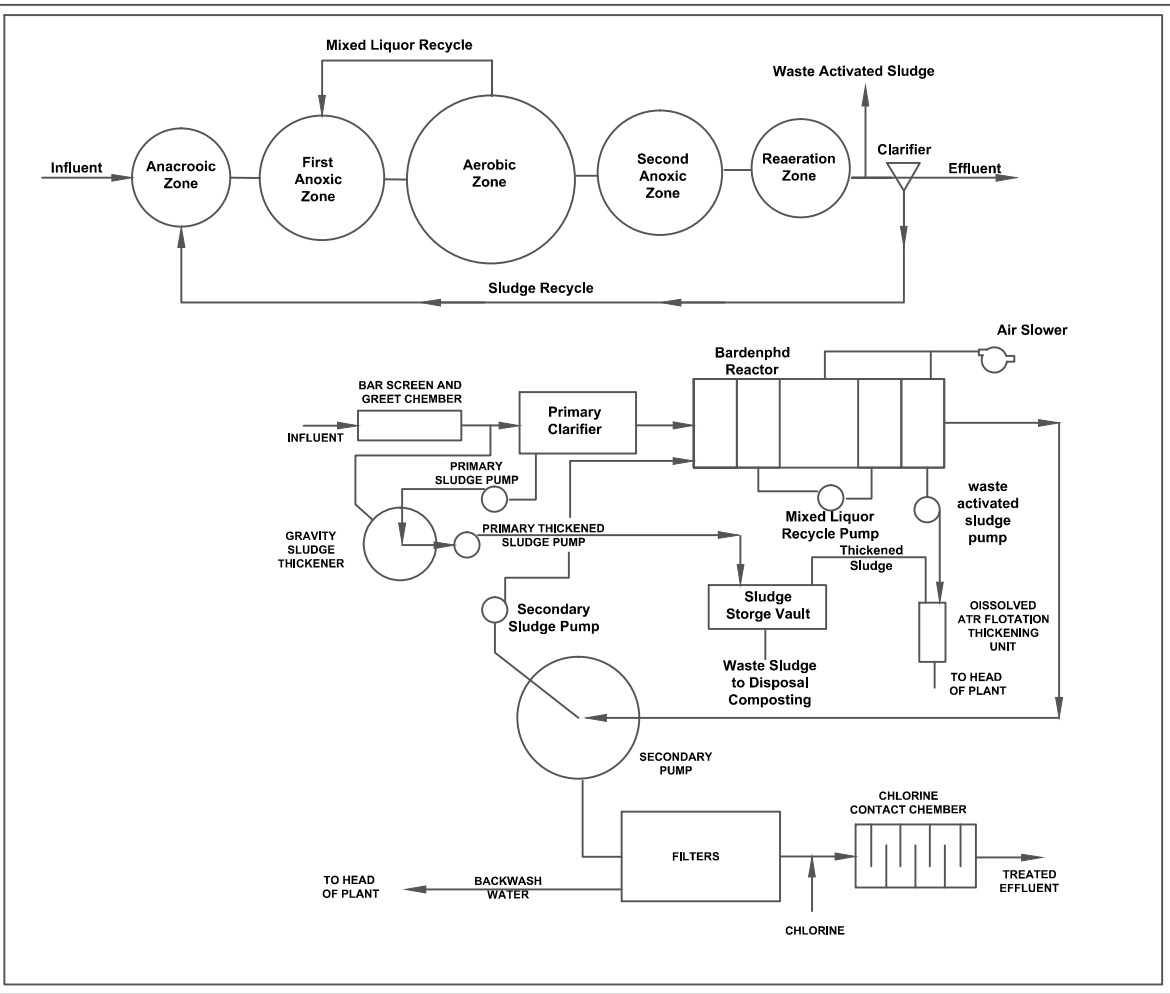 Mixed Liquor Recycle
Waste Activated Sludge
Influent
Anacrooic
Zone
First
Anoxic
Zone
Aerobic
Zone
Second
Anoxic
Zone
Reaeration
Zone
Clarifier
Effluent
Sludge Recycle
Air Slower
Bardenphd
Reactor
BAR SCREEN AND
GREET CHEMBER
INFLUENT
Primary
Clarifier
PRIMARY
SLUDGE PUMP
GRAVITY
SLUDGE
THICKENER
PRIMARY THICKENED
SLUDGE PUMP
Mixed Liquor
Recycle Pump
waste
activated
sludge
pump
Thickened
Sludge
Secondary
Sludge Pump
Sludge
Storge Vault
OISSOLVED
ATR FLOTATION
THICKENING
UNIT
Waste Sludge
to Disposal
Composting
TO HEAD
OF PLANT
SECONDARY
PUMP
CHLORINE
CONTACT CHEMBER
FILTERS
TREATED
EFFLUENT
TO HEAD
OF PLANT
BACKWASH
WATER
CHLORINE